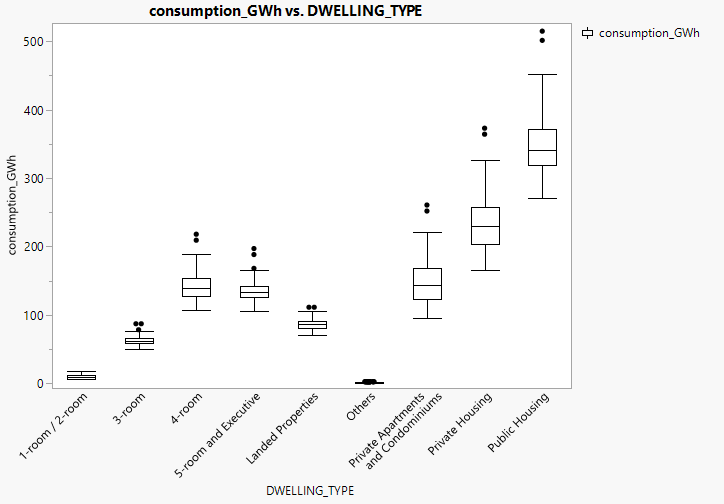 consumption_GWh vs. DWELLING_TYPE
consumption_GWh
consumption_GWh
500
400
300
200
100
0
1-room / 2-room
3-room
4-room
5-room and Executive
Landed Properties
Others
Private Apartments
and Condominiums
Private Housing
Public Housing
DWELLING_TYPE